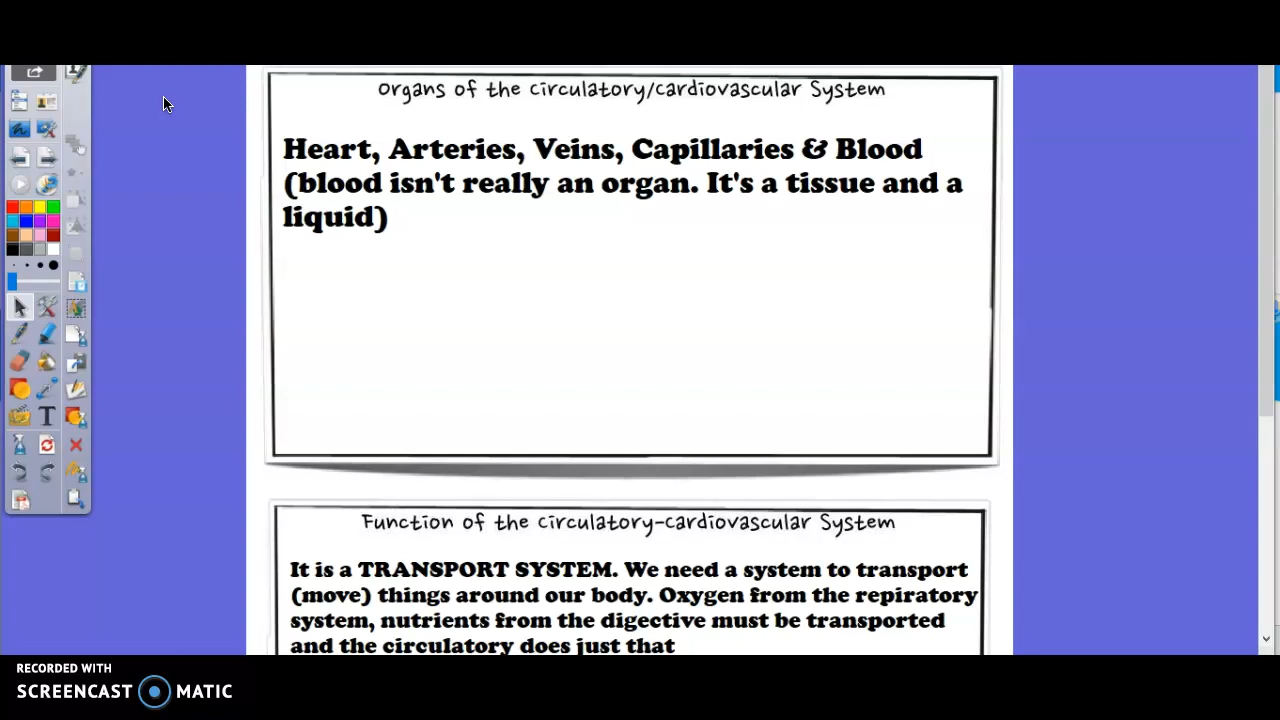 Organs of the Circulatory/Cardiovascular System
Heart, Arteries, Veins, Capillaries & Blood
(blood isn't really an organ. It's a tissue and a
liquid)
Function of the Circulatory-Cardiovascular System
It is a TRANSPORT SYSTEM. We need a system to transport
(move) things around our body. Oxygen from the repiratory
system, nutrients from the digective must be transported
and the circulatory does just that
RECORDED WITH
SCREENCAST MATIC